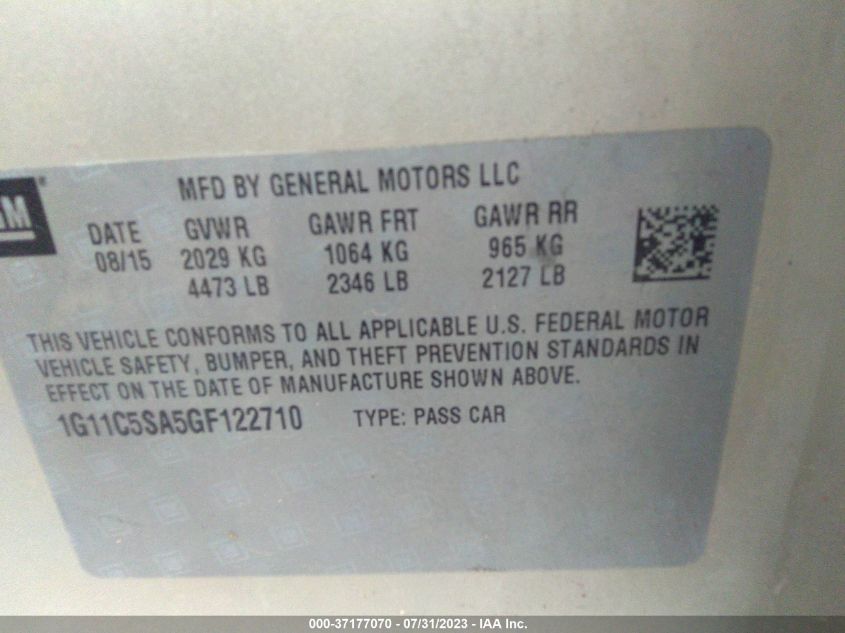 GM
MFD BY GENERAL MOTORS LLC
DATE GVWR GAWR FRT GAWR RR
08/15 2029 KG 1064 KG 965 KG
4473 LB 2346 LB 2127 LB
THIS VEHICLE CONFORMS TO ALL APPLICABLE U.S. FEDERAL MOTOR
VEHICLE SAFETY, BUMPER, AND THEFT PREVENTION STANDARDS IN
EFFECT ON THE DATE OF MANUFACTURE SHOWN ABOVE.
1G11C5SA5GF122710 TYPE: PASS CAR
000-37177070 - 07/31/2023 - IAA Inc.